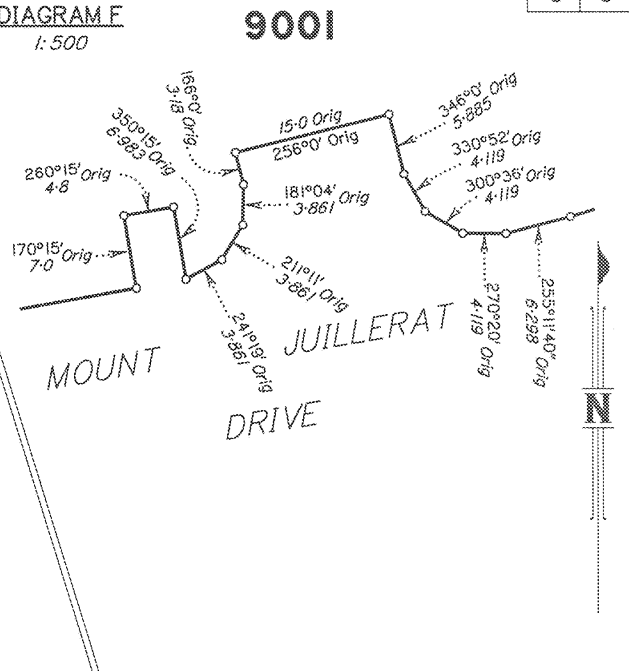 DIAGRAM F
1:500
9001
166°0' Orig
3·18
350°15' Orig
6·983
260°15' Orig
4·8
170°15' Orig
7·0
15·0 Orig
256°0' Orig
181°04' Orig
3·861
211°11' Orig
3·861
241°19' Orig
3·861
346°0' Orig
5·885
330°52' Orig
4·119
300°36' Orig
4·119
270°20' Orig
4·119
255°11'40" Orig
6·298
MOUNT
JUILLERAT
DRIVE
N